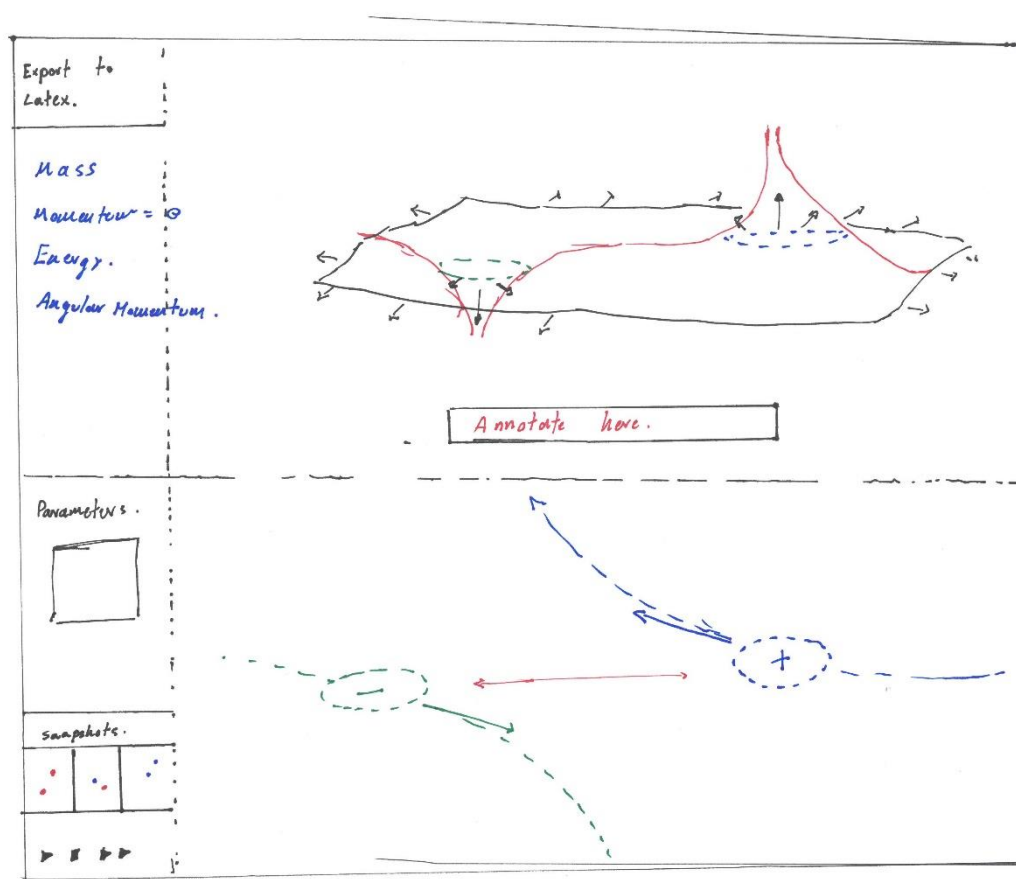 Export to
Latex.
Mass
Momentum = 0
Energy.
Angular Momentum.
Annotate here.
Parameters.
+
-
snapshots.